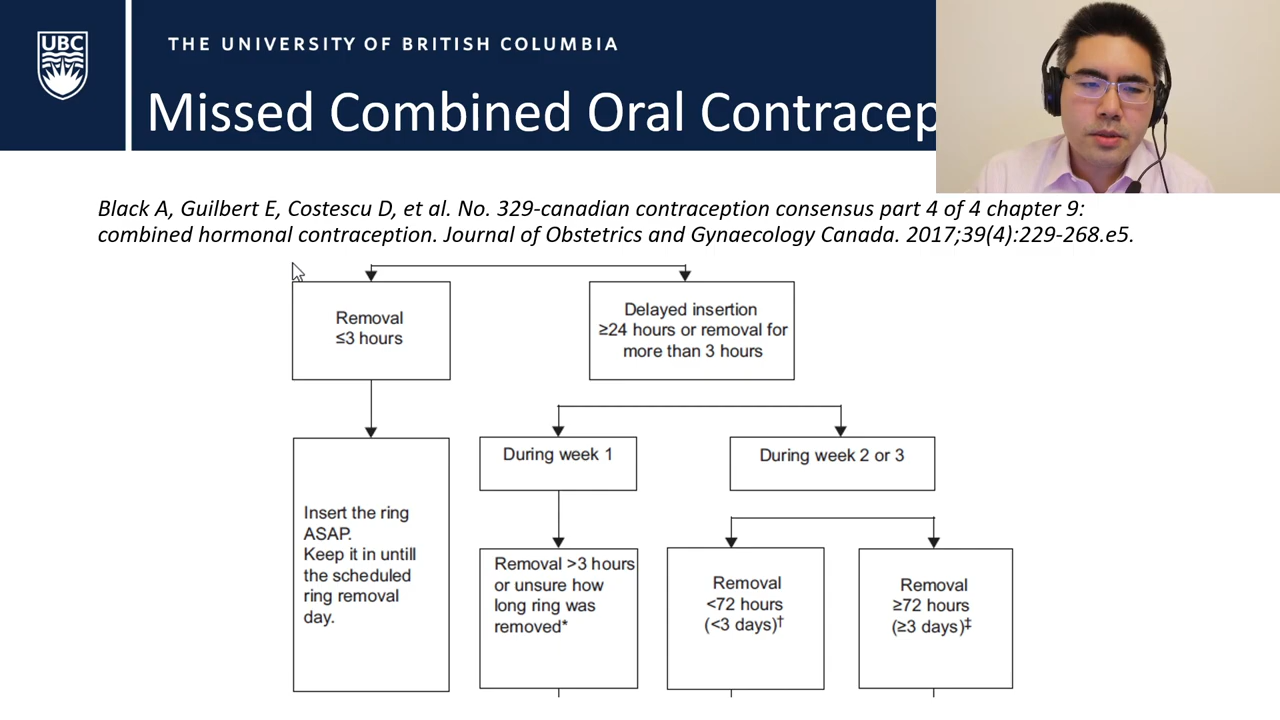 UBC
THE UNIVERSITY OF BRITISH COLUMBIA
Missed Combined Oral Contracep
Black A, Guilbert E, Costescu D, et al. No. 329-canadian contraception consensus part 4 of 4 chapter 9:
combined hormonal contraception. Journal of Obstetrics and Gynaecology Canada. 2017;39(4):229-268.e5.
Removal
≤3 hours
Delayed insertion
≥24 hours or removal for
more than 3 hours
During week 1
During week 2 or 3
Insert the ring
ASAP.
Keep it in untill
the scheduled
ring removal
day.
Removal >3 hours
or unsure how
long ring was
removed*
Removal
<72 hours
(<3 days)†
Removal
≥72 hours
(≥3 days)‡